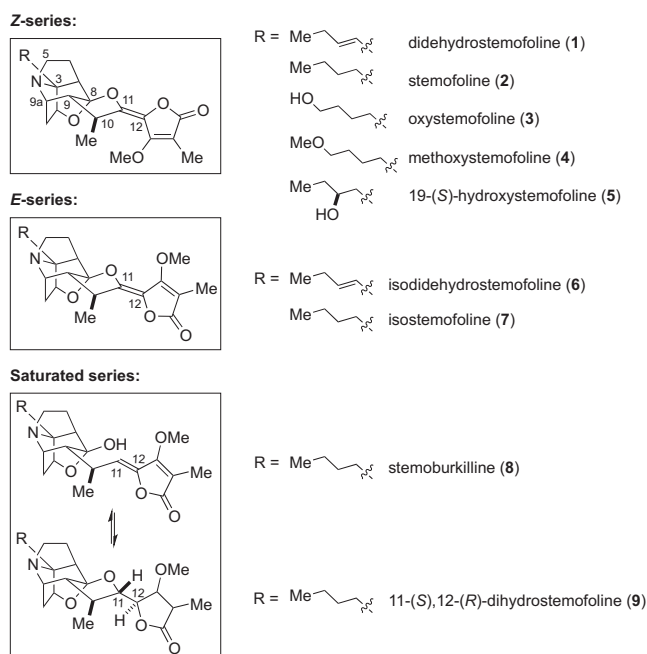 Z-series:
R
N
3
5
8
9a
9
O
O
10
11
12
Me
O
O
MeO
Me
R = Me didehydrostemofoline (1)
Me stemofoline (2)
HO oxystemofoline (3)
MeO methoxystemofoline (4)
Me 19-(S)-hydroxystemofoline (5)
HO
E-series:
R
N
O
O
11
12
Me
OMe
Me
O
O
R = Me isodidehydrostemofoline (6)
Me isostemofoline (7)
Saturated series:
R
N
OH
O
12
11
OMe
Me
Me
O
O
R = Me stemoburkilline (8)
R
N
O
H
OMe
O
12
11
Me
Me
H
O
O
R = Me 11-(S),12-(R)-dihydrostemofoline (9)